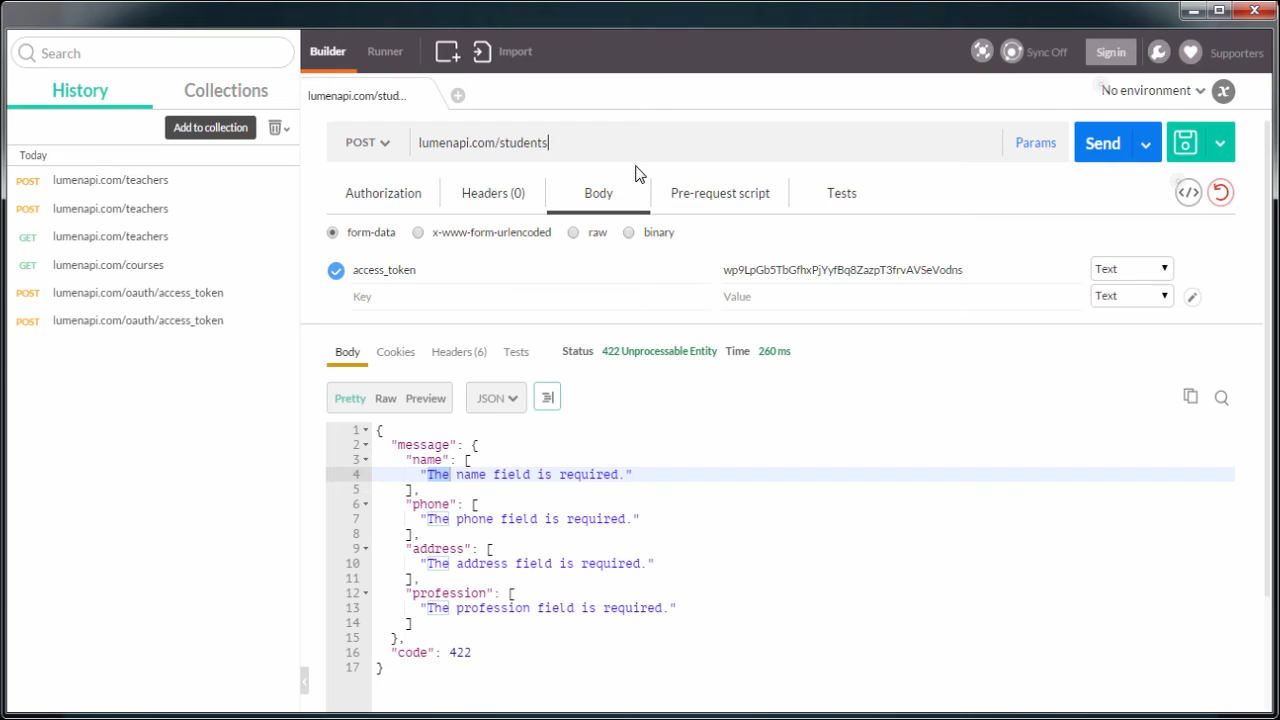 Search
Builder
Runner
Import
Sync Off
Sign in
Supporters
History
Collections
lumenapi.com/stud...
No environment
Add to collection
POST
lumenapi.com/students
Params
Send
Today
POST lumenapi.com/teachers
POST lumenapi.com/teachers
GET lumenapi.com/teachers
GET lumenapi.com/courses
POST lumenapi.com/oauth/access_token
POST lumenapi.com/oauth/access_token
Authorization
Headers (0)
Body
Pre-request script
Tests
form-data
x-www-form-urlencoded
raw
binary
access_token
wp9LpGb5TbGfhxPjYyfBq8ZazpT3frvAVSeVodns
Text
Key
Value
Text
Body
Cookies
Headers (6)
Tests
Status 422 Unprocessable Entity
Time 260 ms
Pretty
Raw
Preview
JSON
1 {
2 "message": {
3 "name": [
4 "The name field is required."
5 ],
6 "phone": [
7 "The phone field is required."
8 ],
9 "address": [
10 "The address field is required."
11 ],
12 "profession": [
13 "The profession field is required."
14 ]
15 },
16 "code": 422
17 }